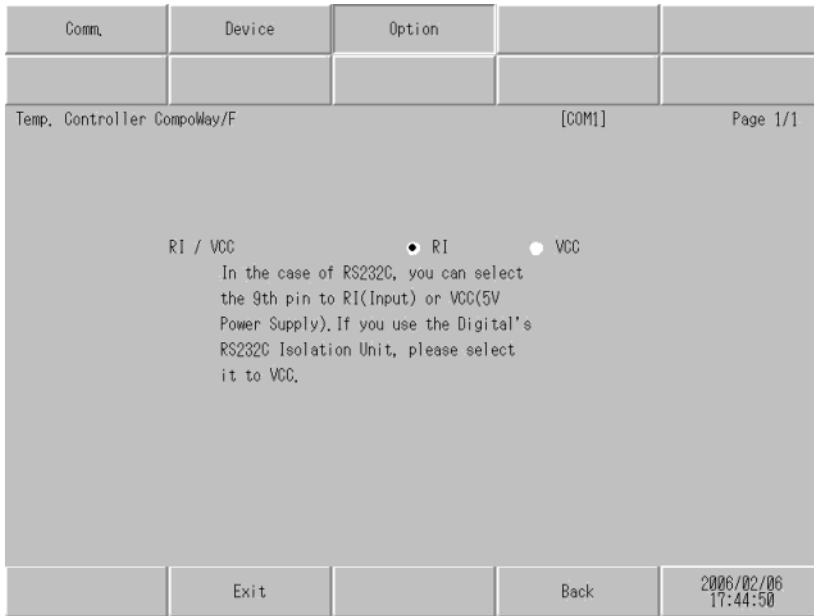 Comm. Device Option
Temp. Controller CompoWay/F [COM1] Page 1/1
RI / VCC RI VCC
In the case of RS232C, you can select
the 9th pin to RI(Input) or VCC(5V
Power Supply). If you use the Digital's
RS232C Isolation Unit, please select
it to VCC.
Exit Back 2006/02/06
17:44:50